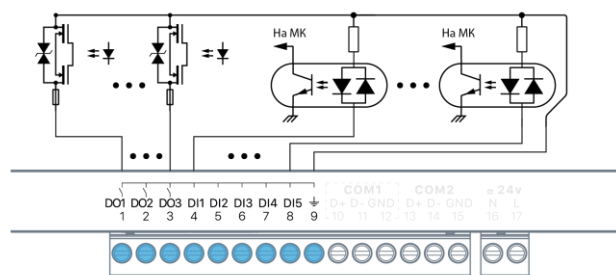 На МК На МК
COM1 COM2 ⎓ 24v
DO1 DO2 DO3 DI1 DI2 DI3 DI4 DI5 ⏚ D+ D- GND D+ D- GND N L
1 2 3 4 5 6 7 8 9 10 11 12 13 14 15 16 17